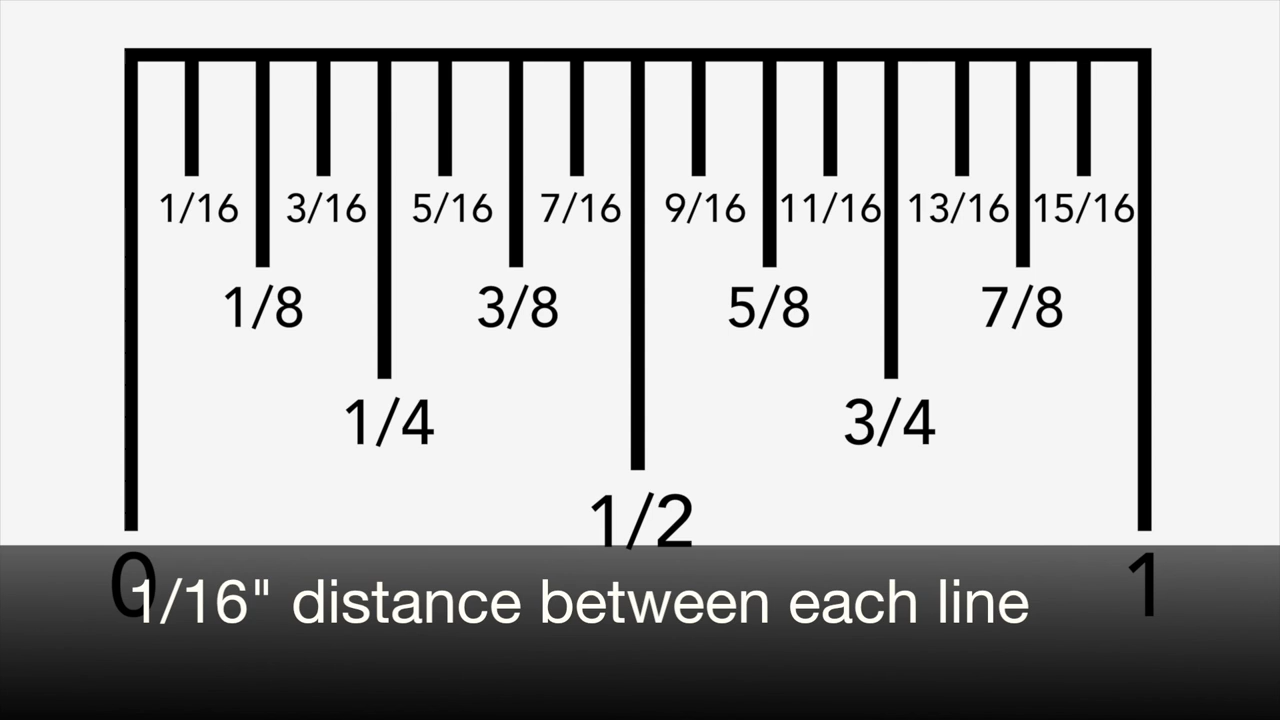 1/16 3/16 5/16 7/16 9/16 11/16 13/16 15/16
1/8 3/8 5/8 7/8
1/4 3/4
1/2
0 1
1/16" distance between each line